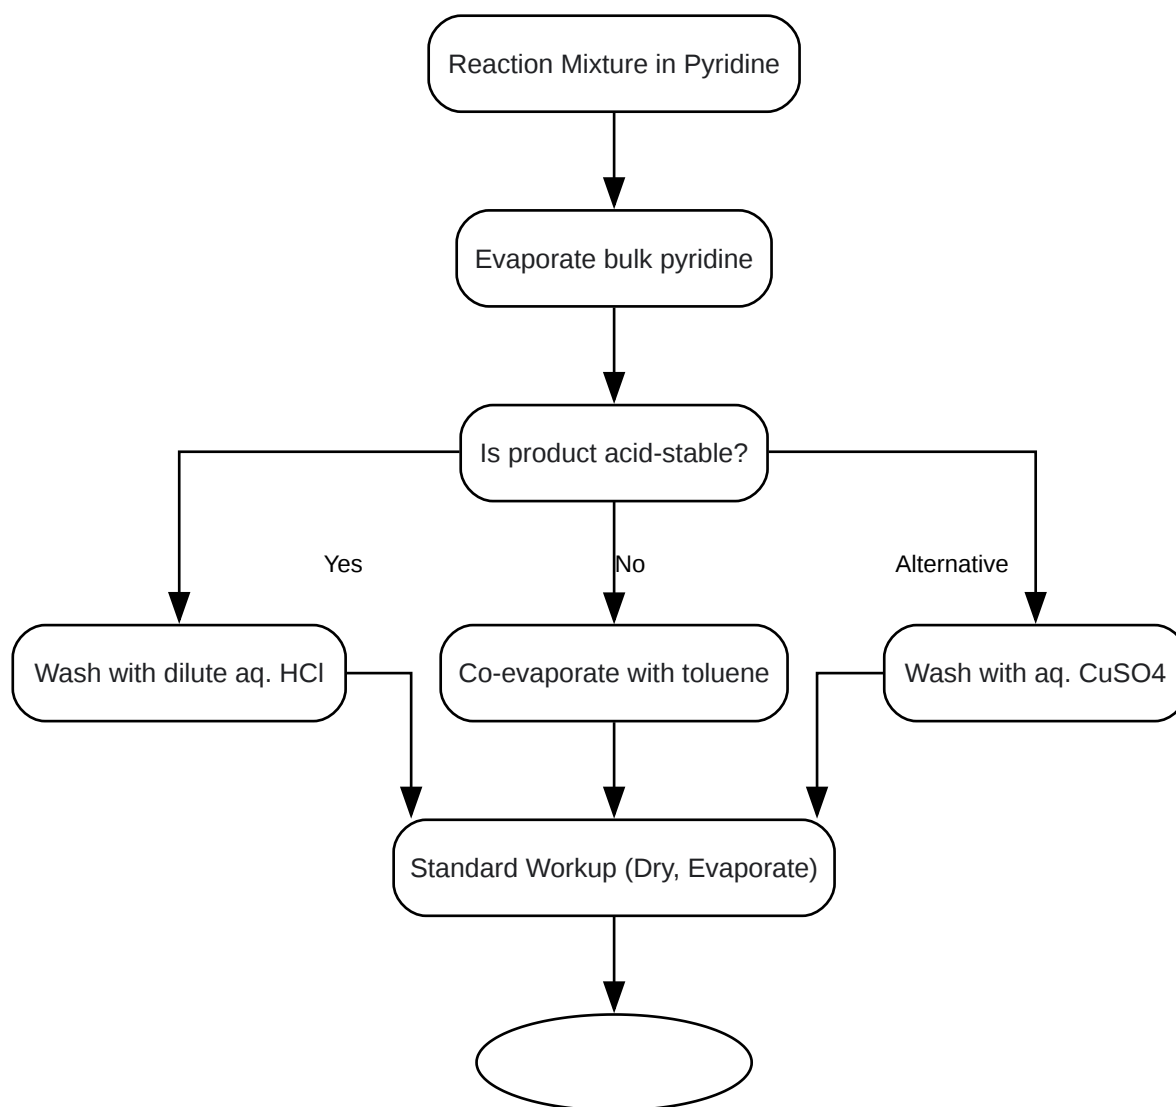 Reaction Mixture in Pyridine
Evaporate bulk pyridine
Is product acid-stable?
Yes
No
Alternative
Wash with dilute aq. HCl
Co-evaporate with toluene
Wash with aq. CuSO4
Standard Workup (Dry, Evaporate)